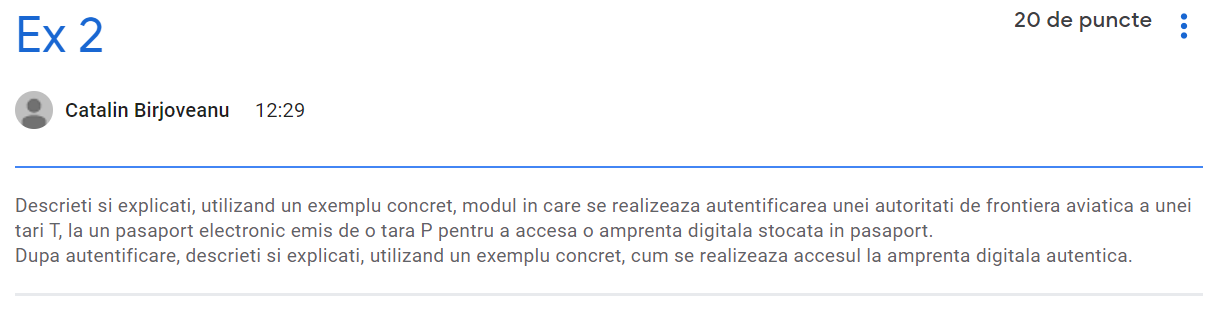 Ex 2
20 de puncte
Catalin Birjoveanu 12:29
Descrieti si explicati, utilizand un exemplu concret, modul in care se realizeaza autentificarea unei autoritati de frontiera aviatica a unei
tari T, la un pasaport electronic emis de o tara P pentru a accesa o amprenta digitala stocata in pasaport.
Dupa autentificare, descrieti si explicati, utilizand un exemplu concret, cum se realizeaza accesul la amprenta digitala autentica.